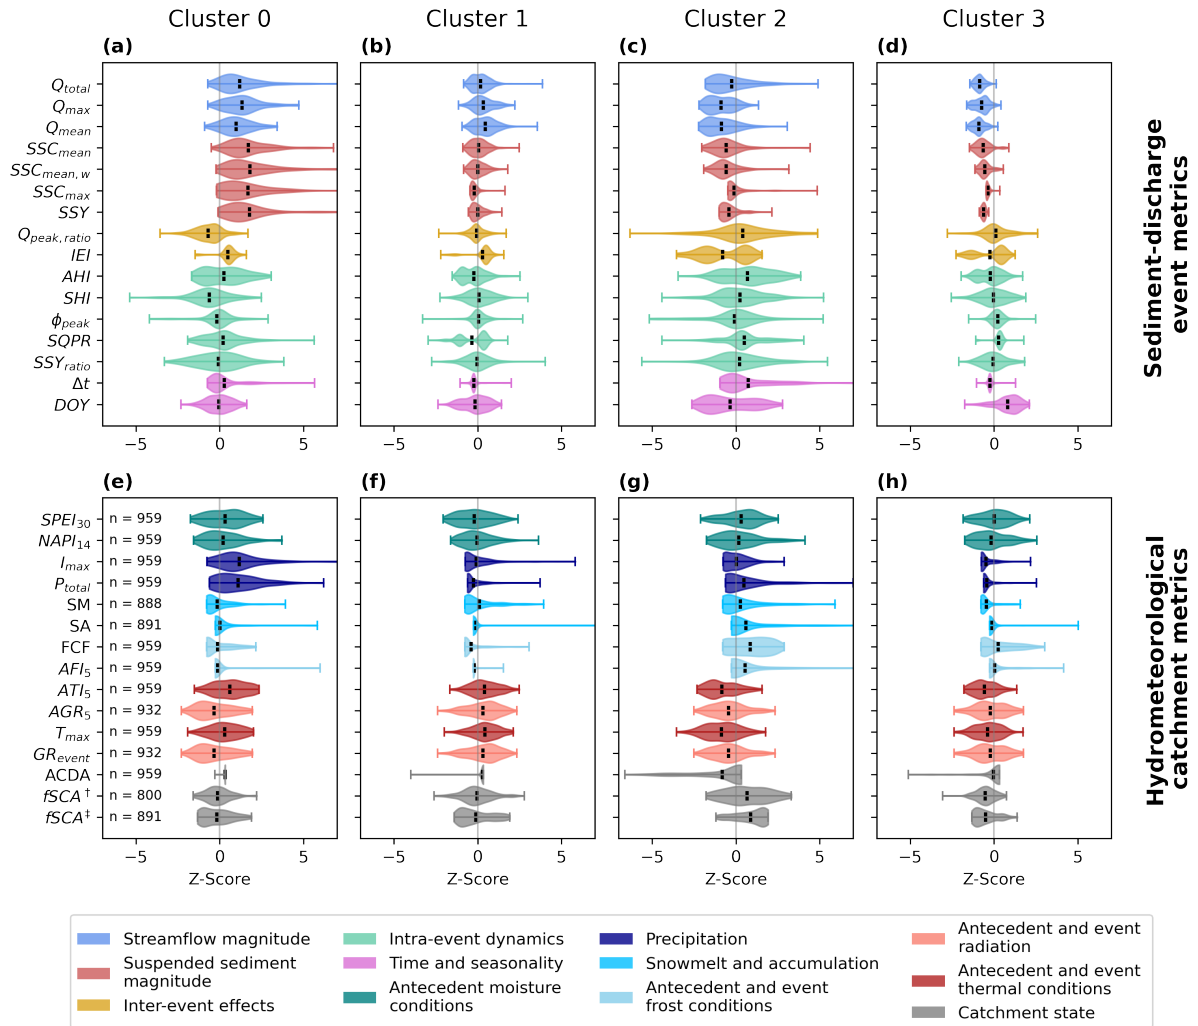 Cluster 0
Cluster 1
Cluster 2
Cluster 3
(a)
(b)
(c)
(d)
Q_total
Q_max
Q_mean
SSC_mean
SSC_mean,w
SSC_max
SSY
Q_peak,ratio
IEI
AHI
SHI
ϕ_peak
SQPR
SSY_ratio
Δt
DOY
−5 0 5
−5 0 5
−5 0 5
−5 0 5
Sediment-discharge
event metrics
(e)
(f)
(g)
(h)
SPEI_30 n = 959
NAPI_14 n = 959
I_max n = 959
P_total n = 959
SM n = 888
SA n = 891
FCF n = 959
AFI_5 n = 959
ATI_5 n = 959
AGR_5 n = 932
T_max n = 959
GR_event n = 932
ACDA n = 959
fSCA† n = 800
fSCA‡ n = 891
−5 0 5
−5 0 5
−5 0 5
−5 0 5
Z-Score
Z-Score
Z-Score
Z-Score
Hydrometeorological
catchment metrics
Streamflow magnitude
Suspended sediment
magnitude
Inter-event effects
Intra-event dynamics
Time and seasonality
Antecedent moisture
conditions
Precipitation
Snowmelt and accumulation
Antecedent and event
frost conditions
Antecedent and event
radiation
Antecedent and event
thermal conditions
Catchment state